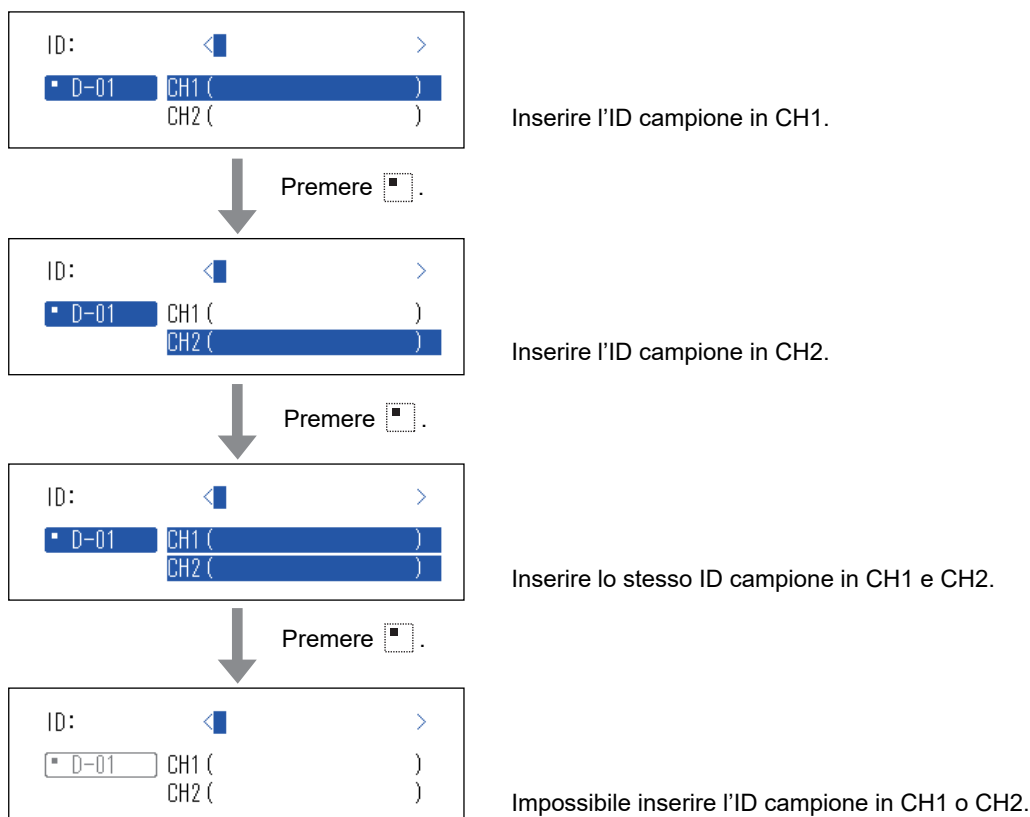 ID: < >
D-01 CH1 ( )
CH2 ( )
Inserire l’ID campione in CH1.
Premere .
ID: < >
D-01 CH1 ( )
CH2 ( )
Inserire l’ID campione in CH2.
Premere .
ID: < >
D-01 CH1 ( )
CH2 ( )
Inserire lo stesso ID campione in CH1 e CH2.
Premere .
ID: < >
D-01 CH1 ( )
CH2 ( )
Impossibile inserire l’ID campione in CH1 o CH2.